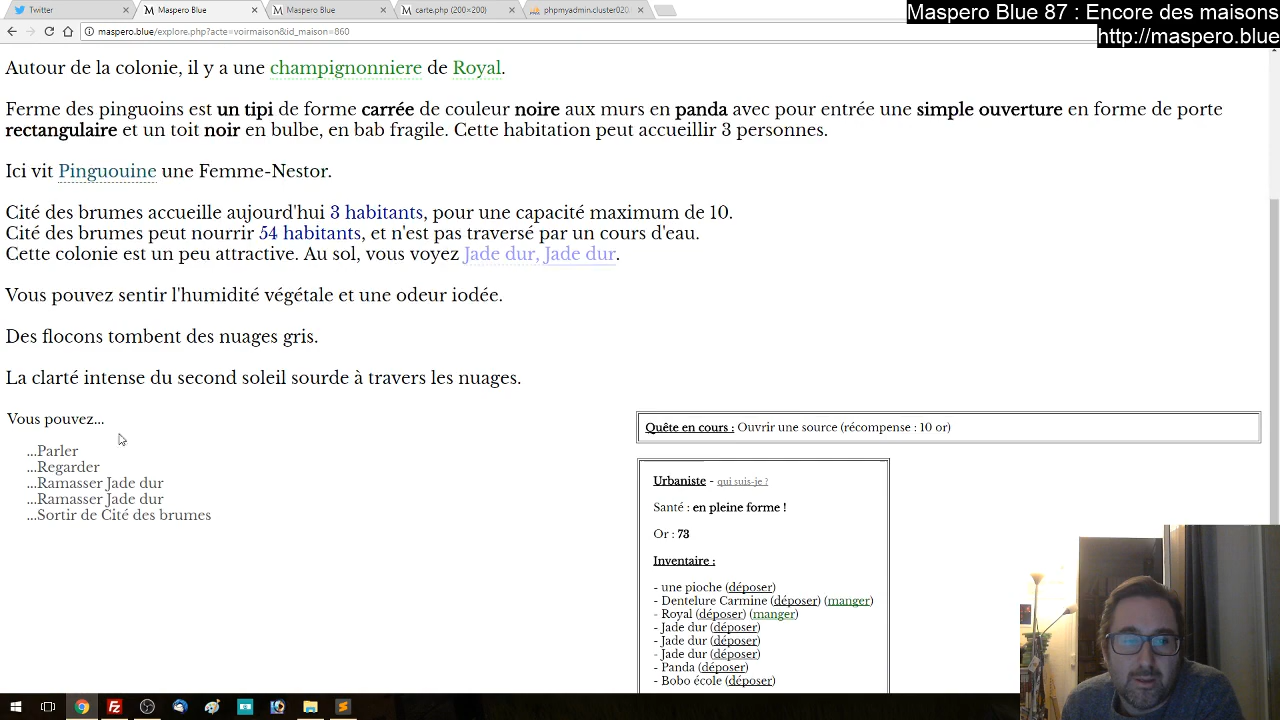 Twitter
Maspero Blue
Maspero Blue
carte.php (200×200)
phpmyadmin.cluster020
Maspero Blue 87 : Encore des maisons
http://maspero.blue
maspero.blue/explore.php?acte=voirmaison&id_maison=860
Autour de la colonie, il y a une champignonniere de Royal.
Ferme des pinguoins est un tipi de forme carrée de couleur noire aux murs en panda avec pour entrée une simple ouverture en forme de porte
rectangulaire et un toit noir en bulbe, en bab fragile. Cette habitation peut accueillir 3 personnes.
Ici vit Pinguouine une Femme-Nestor.
Cité des brumes accueille aujourd'hui 3 habitants, pour une capacité maximum de 10.
Cité des brumes peut nourrir 54 habitants, et n'est pas traversé par un cours d'eau.
Cette colonie est un peu attractive. Au sol, vous voyez Jade dur, Jade dur.
Vous pouvez sentir l'humidité végétale et une odeur iodée.
Des flocons tombent des nuages gris.
La clarté intense du second soleil sourde à travers les nuages.
Vous pouvez...
...Parler
...Regarder
...Ramasser Jade dur
...Ramasser Jade dur
...Sortir de Cité des brumes
Quête en cours : Ouvrir une source (récompense : 10 or)
Urbaniste - qui suis-je ?
Santé : en pleine forme !
Or : 73
Inventaire :
- une pioche (déposer)
- Dentelure Carmine (déposer) (manger)
- Royal (déposer) (manger)
- Jade dur (déposer)
- Jade dur (déposer)
- Jade dur (déposer)
- Panda (déposer)
- Bobo école (déposer)